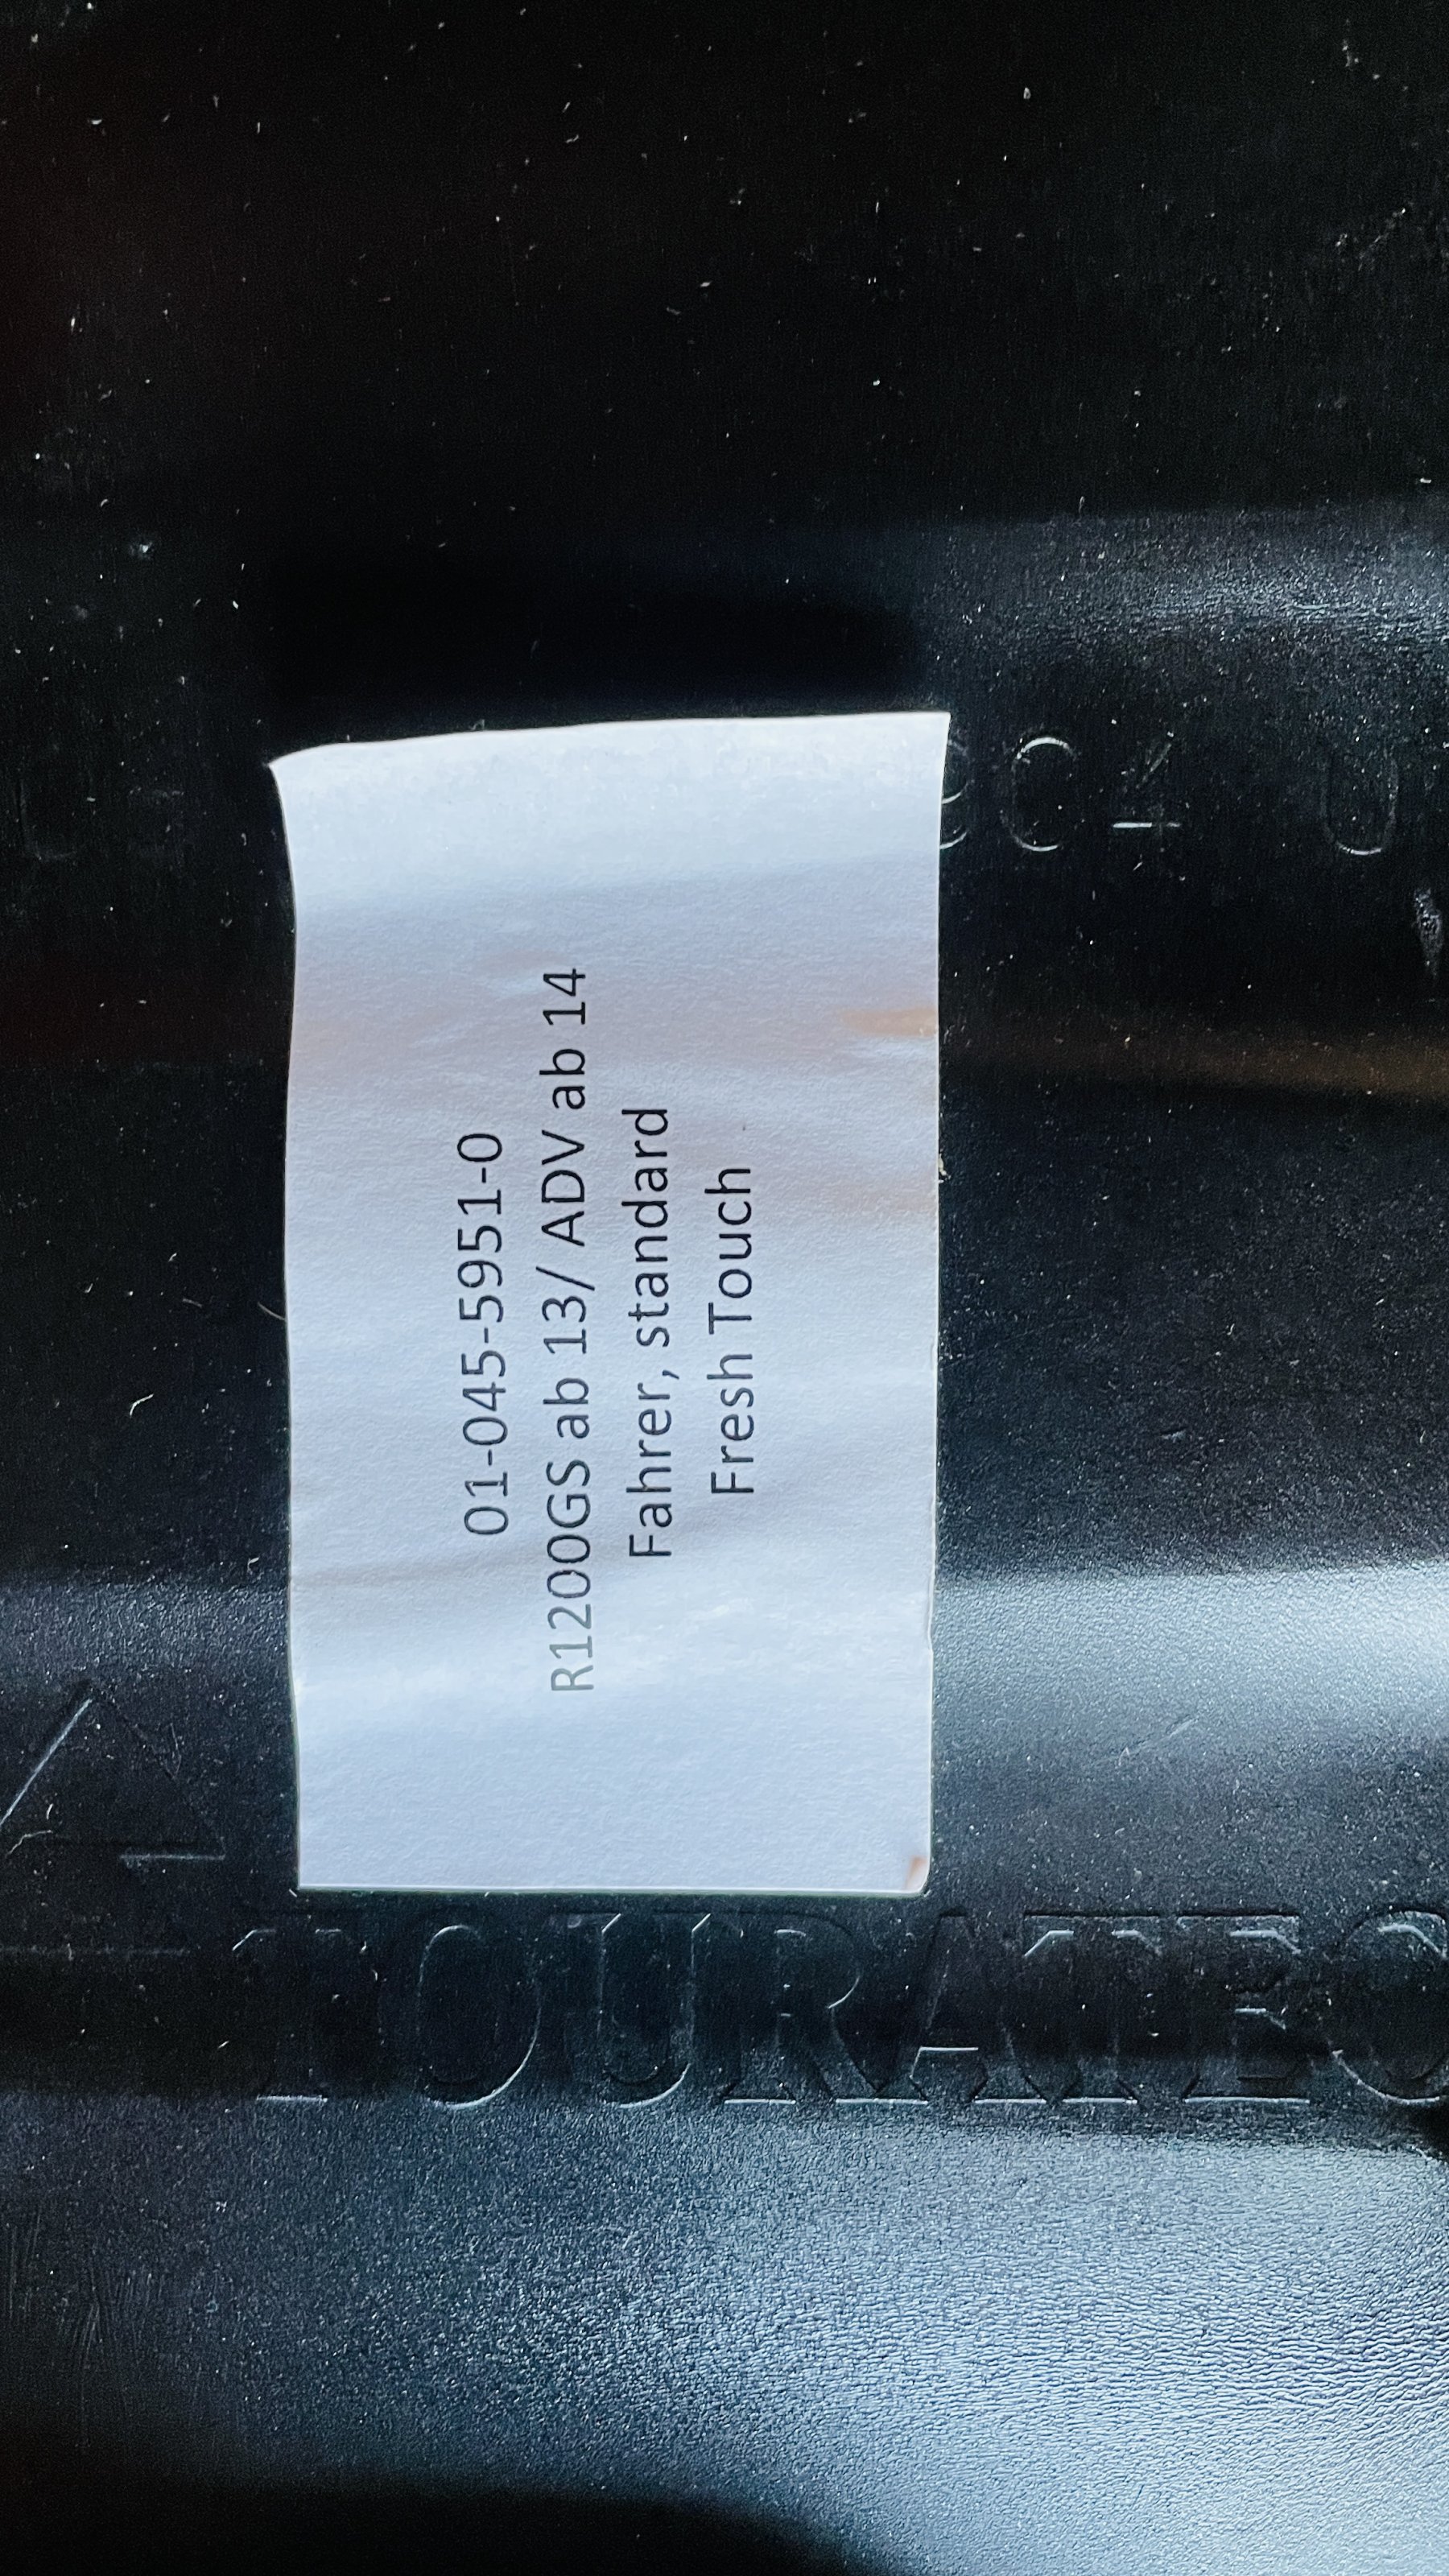 01-045-5951-0
R1200GS ab 13/ ADV ab 14
Fahrer, standard
Fresh Touch
TOURATEC